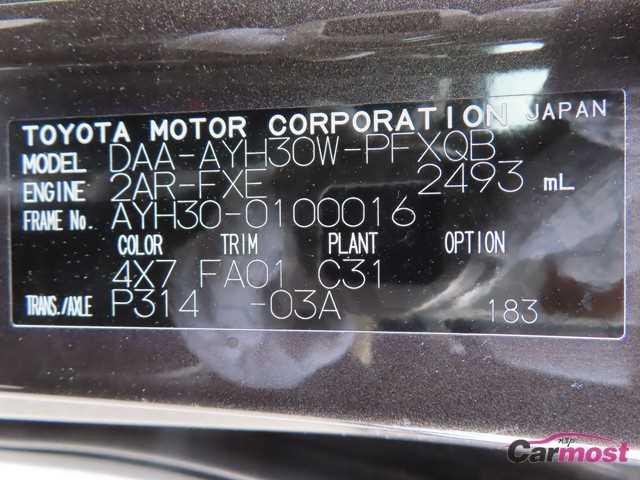 TOYOTA MOTOR CORPORATION JAPAN
MODEL DAA-AYH30W-PFXQB
ENGINE 2AR-FXE 2493 mL
FRAME No. AYH30-0100016
COLOR TRIM PLANT OPTION
4X7 FA01 C31
TRANS./AXLE P314 -03A 183
nsp
Carmost